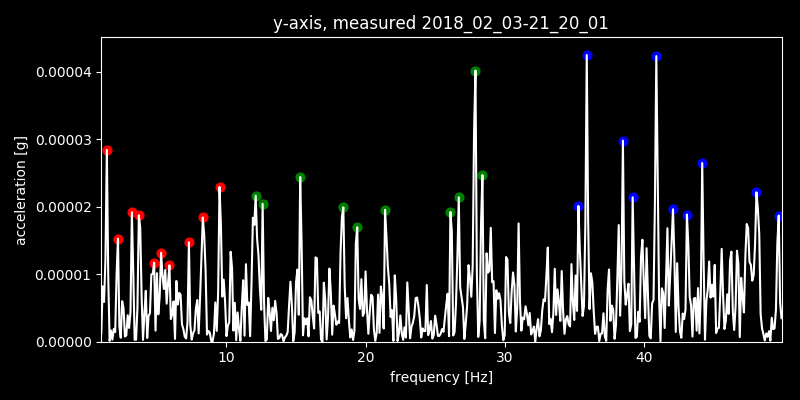 y-axis, measured 2018_02_03-21_20_01
acceleration [g]
0.00004
0.00003
0.00002
0.00001
0.00000
10 20 30 40
frequency [Hz]